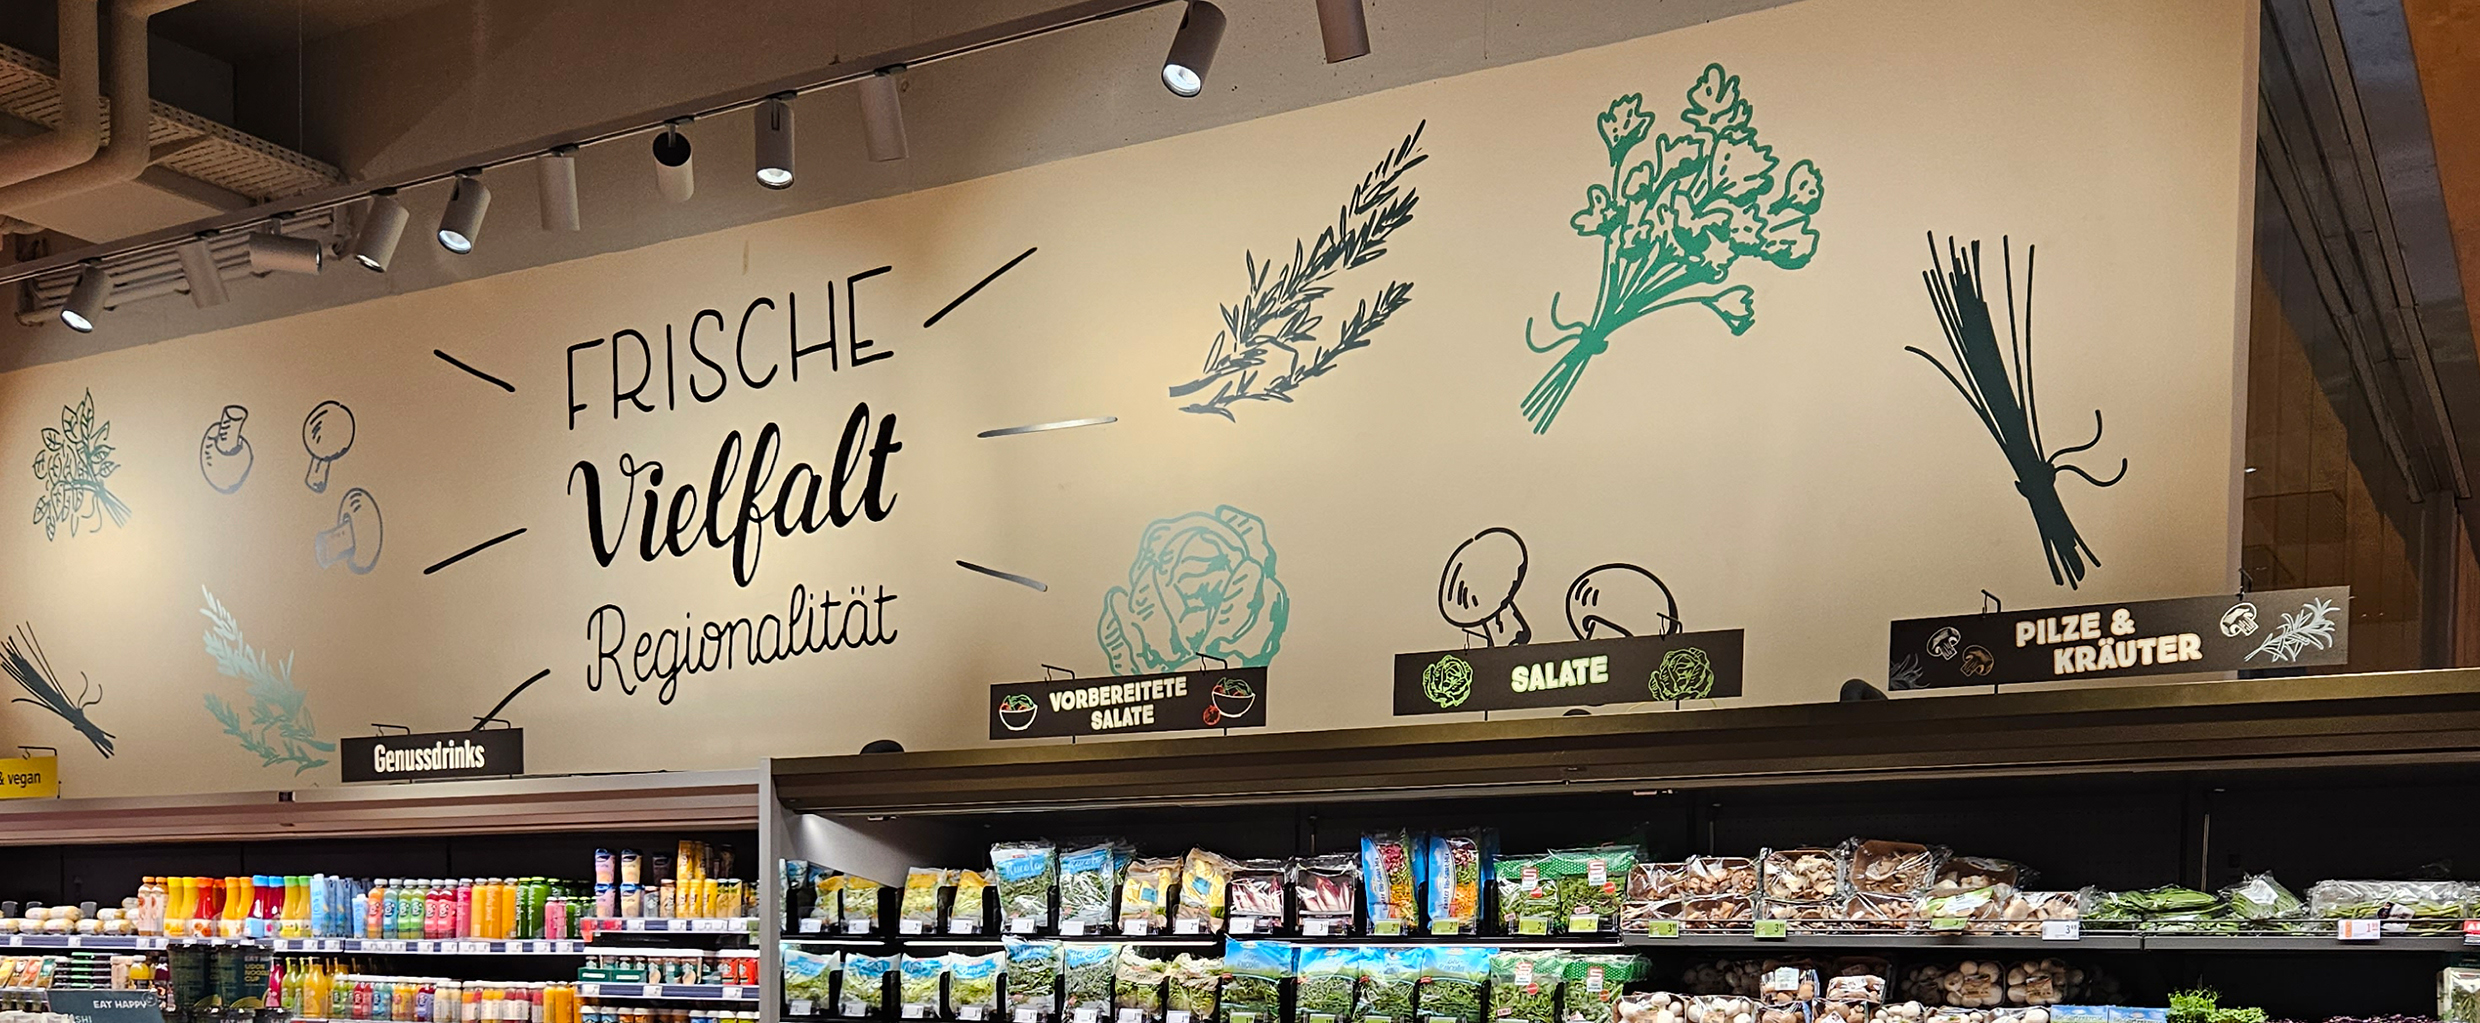 FRISCHE
Vielfalt
Regionalität
& vegan
Genussdrinks
VORBEREITETE
SALATE
SALATE
PILZE &
KRÄUTER
EAT HAPPY